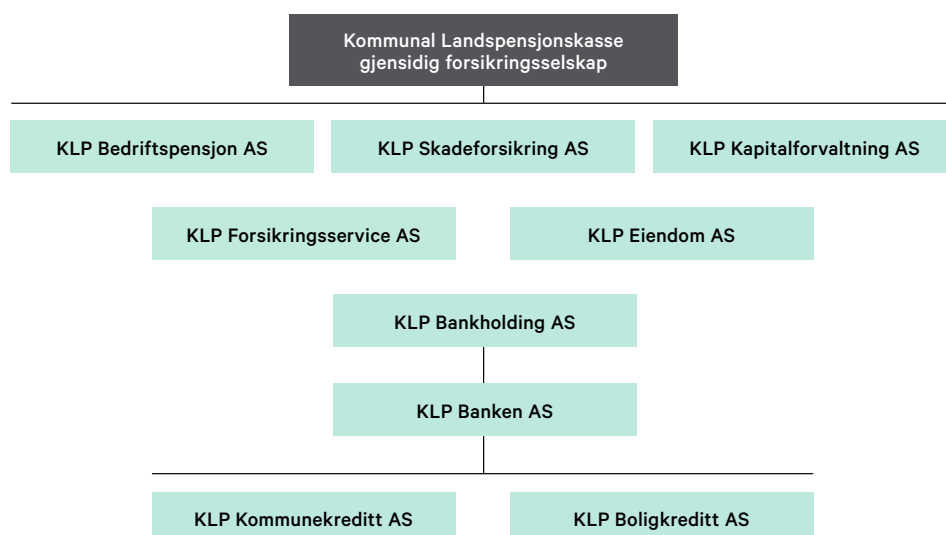 Kommunal Landspensjonskasse
gjensidig forsikringsselskap
KLP Bedriftspensjon AS
KLP Skadeforsikring AS
KLP Kapitalforvaltning AS
KLP Forsikringsservice AS
KLP Eiendom AS
KLP Bankholding AS
KLP Banken AS
KLP Kommunekreditt AS
KLP Boligkreditt AS